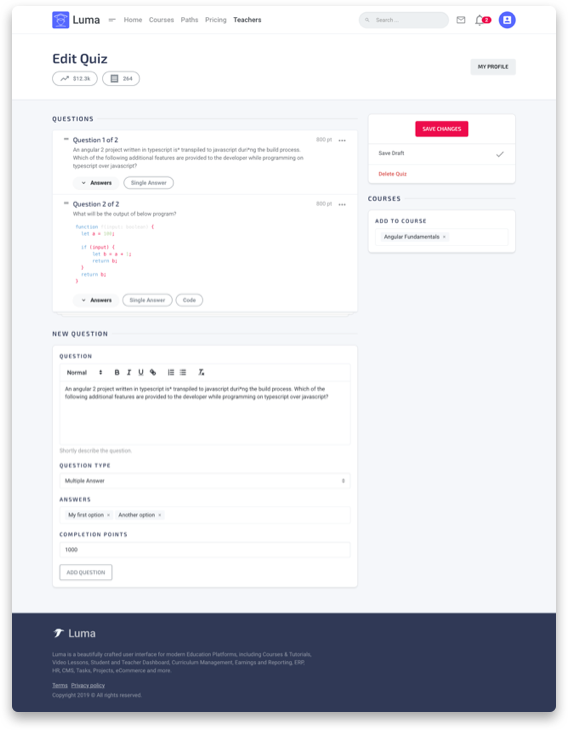 Luma Home Courses Paths Pricing Teachers Search... 2
Edit Quiz
$12.3k 264
MY PROFILE
QUESTIONS
Question 1 of 2 800 pt
An angular 2 project written in typescript is* transpiled to javascript duri*ng the build process.
Which of the following additional features are provided to the developer while programming on
typescript over javascript?
Answers Single Answer
Question 2 of 2 800 pt
What will be the output of below program?
function
let a = 100;
if (input) {
let b = a + 1;
return b;
}
return b;
}
Answers Single Answer Code
SAVE CHANGES
Save Draft
Delete Quiz
COURSES
ADD TO COURSE
Angular Fundamentals ×
NEW QUESTION
QUESTION
Normal B I U
An angular 2 project written in typescript is* transpiled to javascript duri*ng the build process. Which of the
following additional features are provided to the developer while programming on typescript over javascript?
Shortly describe the question.
QUESTION TYPE
Multiple Answer
ANSWERS
My first option × Another option ×
COMPLETION POINTS
1000
ADD QUESTION
Luma
Luma is a beautifully crafted user interface for modern Education Platforms, including Courses & Tutorials,
Video Lessons, Student and Teacher Dashboard, Curriculum Management, Earnings and Reporting, ERP,
HR, CMS, Tasks, Projects, eCommerce and more.
Terms Privacy policy
Copyright 2019 © All rights reserved.